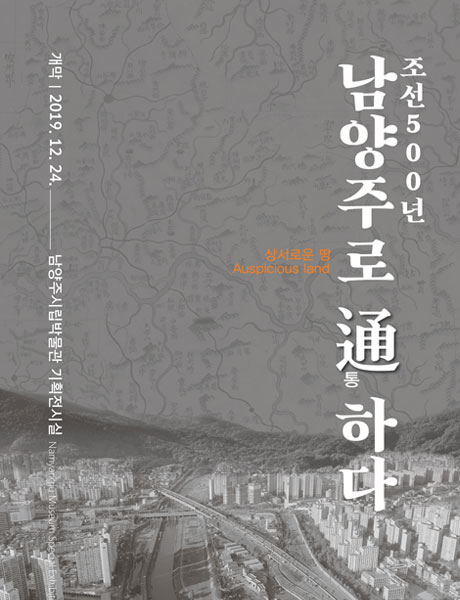 조선500년
남양주로 通 하다
통
상서로운 땅
Auspicious land
개막 | 2019. 12. 24.
남양주시립박물관 기획전시실